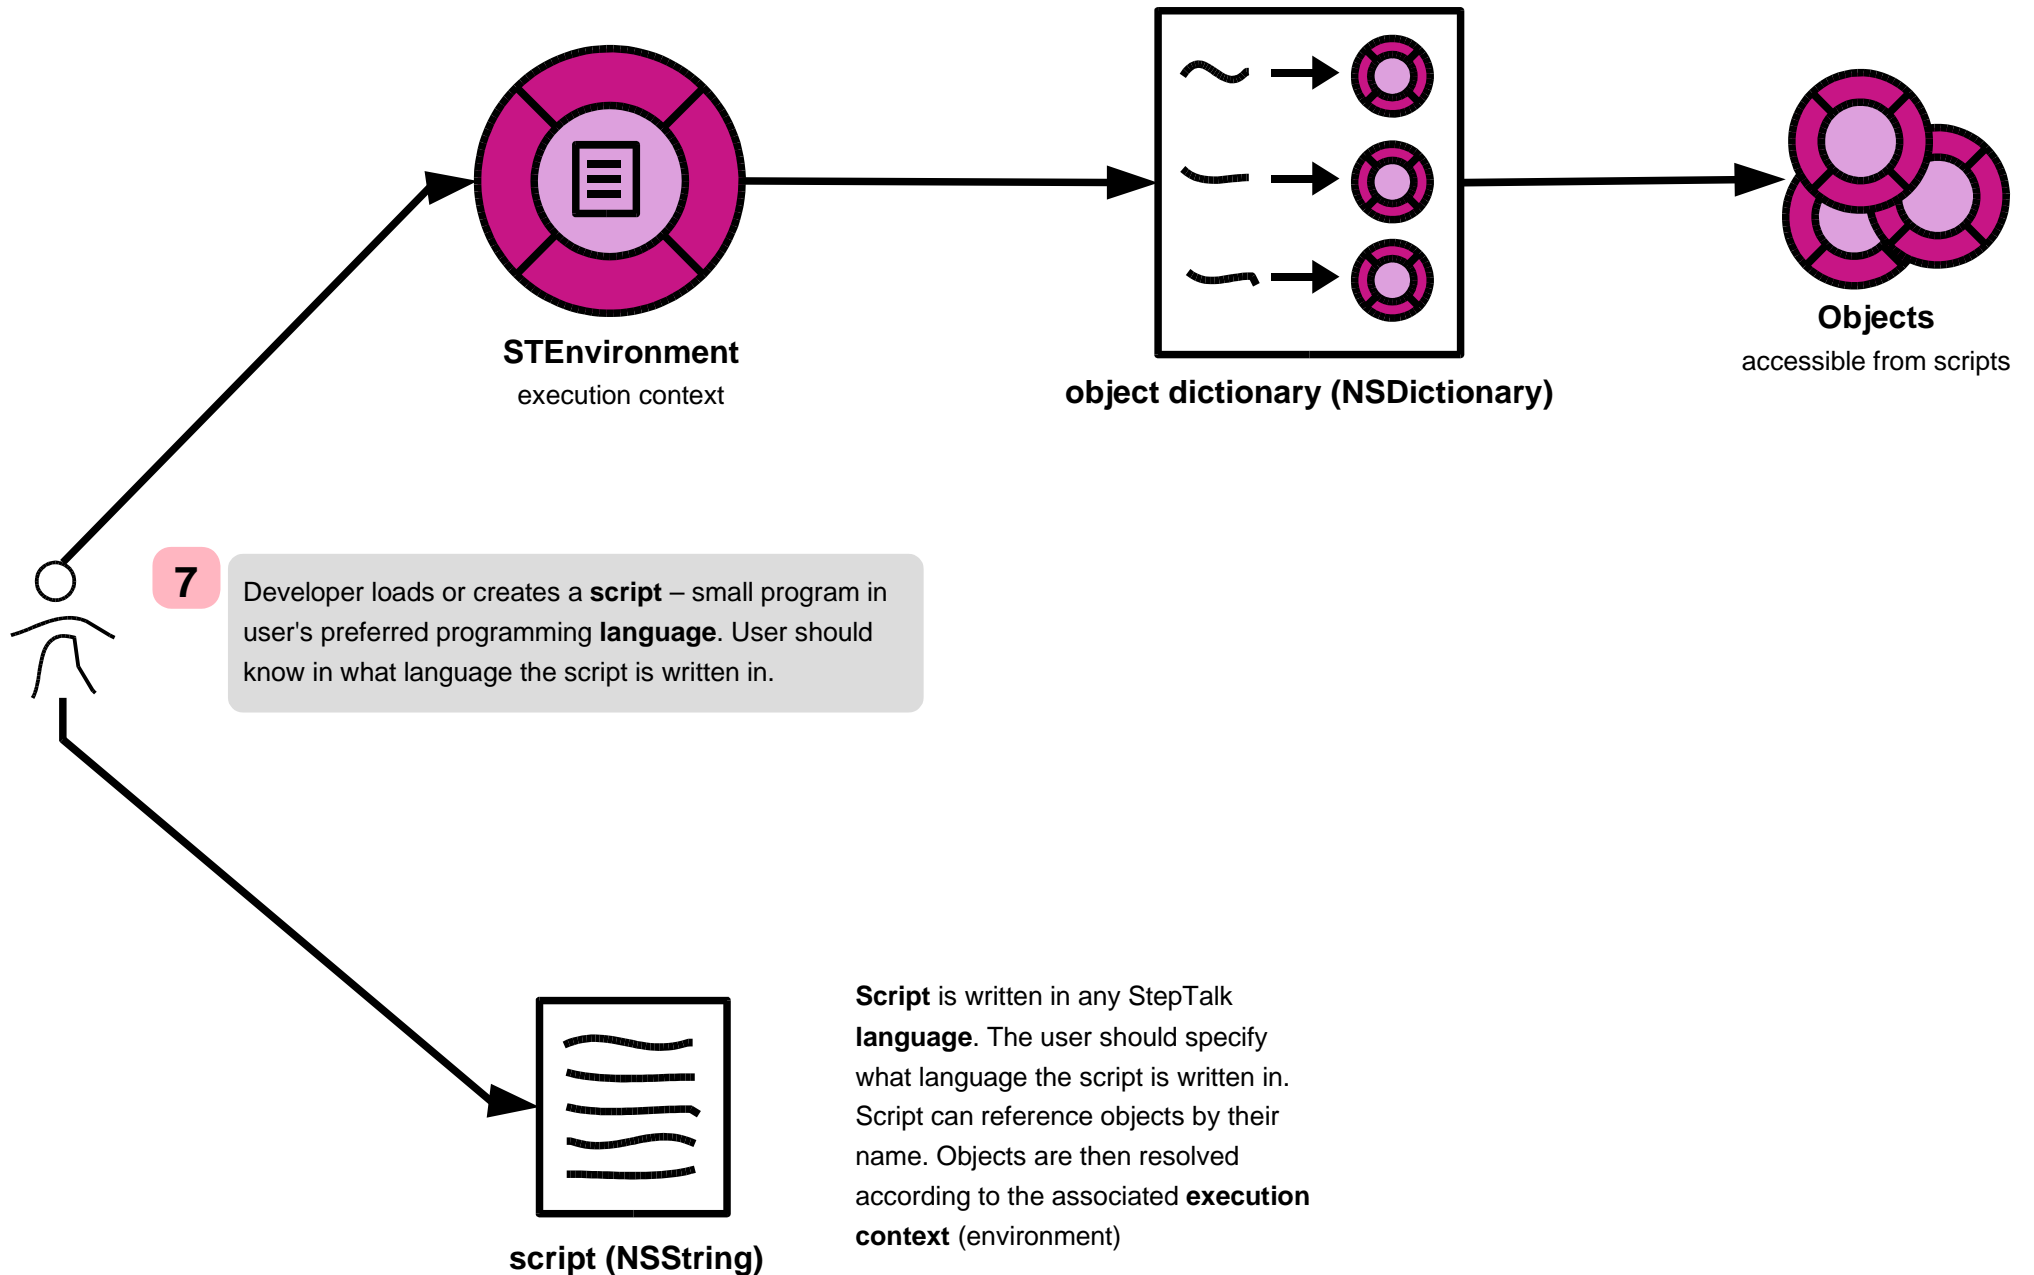 STEnvironment
execution context
object dictionary (NSDictionary)
Objects
accessible from scripts
7
Developer loads or creates a script – small program in
user's preferred programming language. User should
know in what language the script is written in.
Script is written in any StepTalk
language. The user should specify
what language the script is written in.
Script can reference objects by their
name. Objects are then resolved
according to the associated execution
context (environment)
script (NSString)